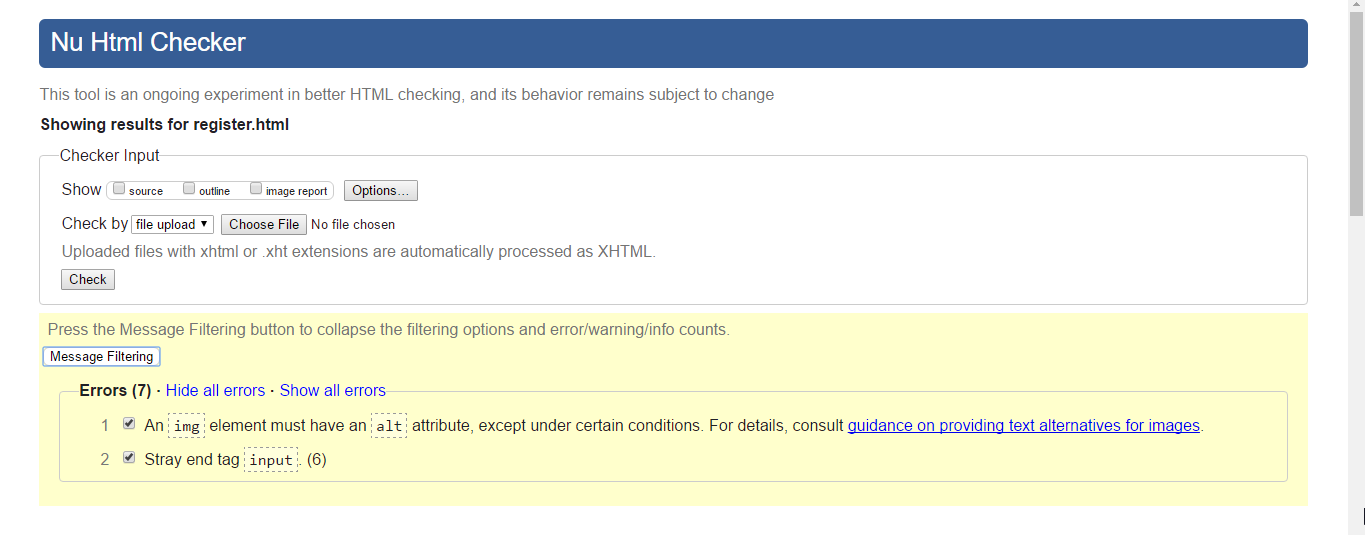 Nu Html Checker
This tool is an ongoing experiment in better HTML checking, and its behavior remains subject to change
Showing results for register.html
Checker Input
Show source outline image report Options...
Check by file upload Choose File No file chosen
Uploaded files with xhtml or .xht extensions are automatically processed as XHTML.
Check
Press the Message Filtering button to collapse the filtering options and error/warning/info counts.
Message Filtering
Errors (7) · Hide all errors · Show all errors
1 An img element must have an alt attribute, except under certain conditions. For details, consult guidance on providing text alternatives for images.
2 Stray end tag input. (6)